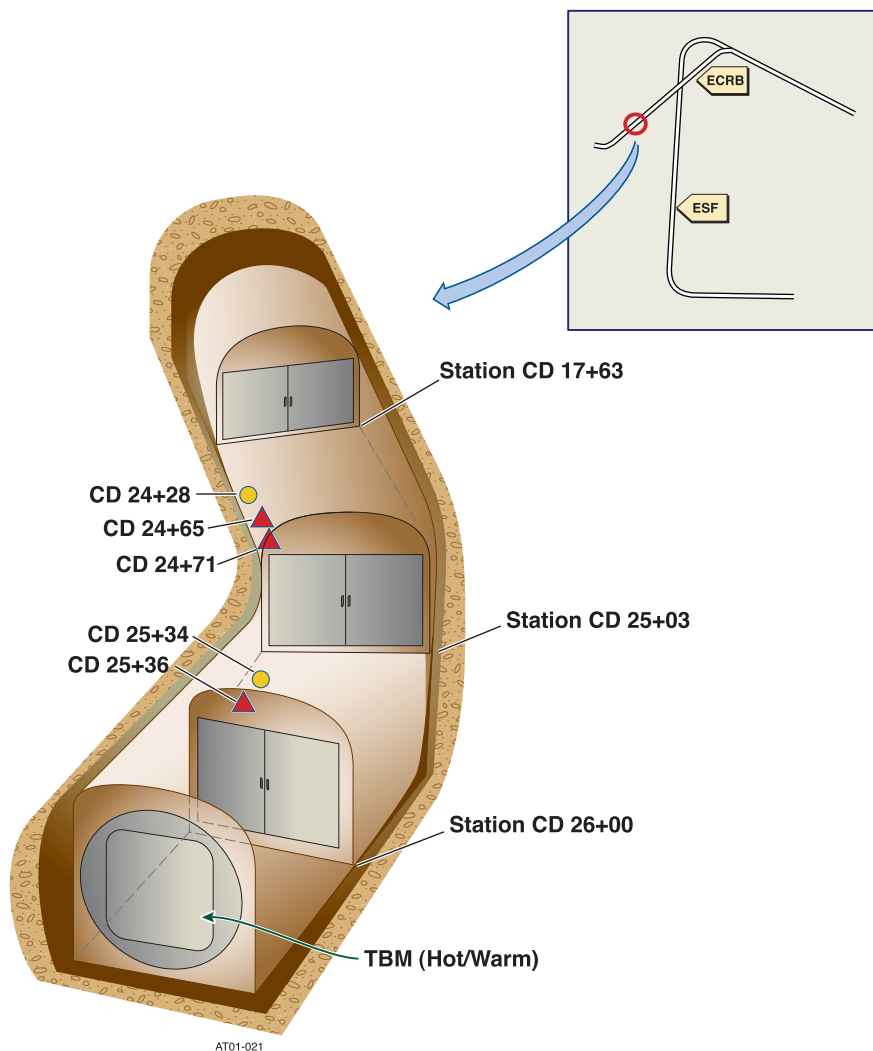 ECRB
ESF
Station CD 17+63
CD 24+28
CD 24+65
CD 24+71
Station CD 25+03
CD 25+34
CD 25+36
Station CD 26+00
TBM (Hot/Warm)
AT01-021